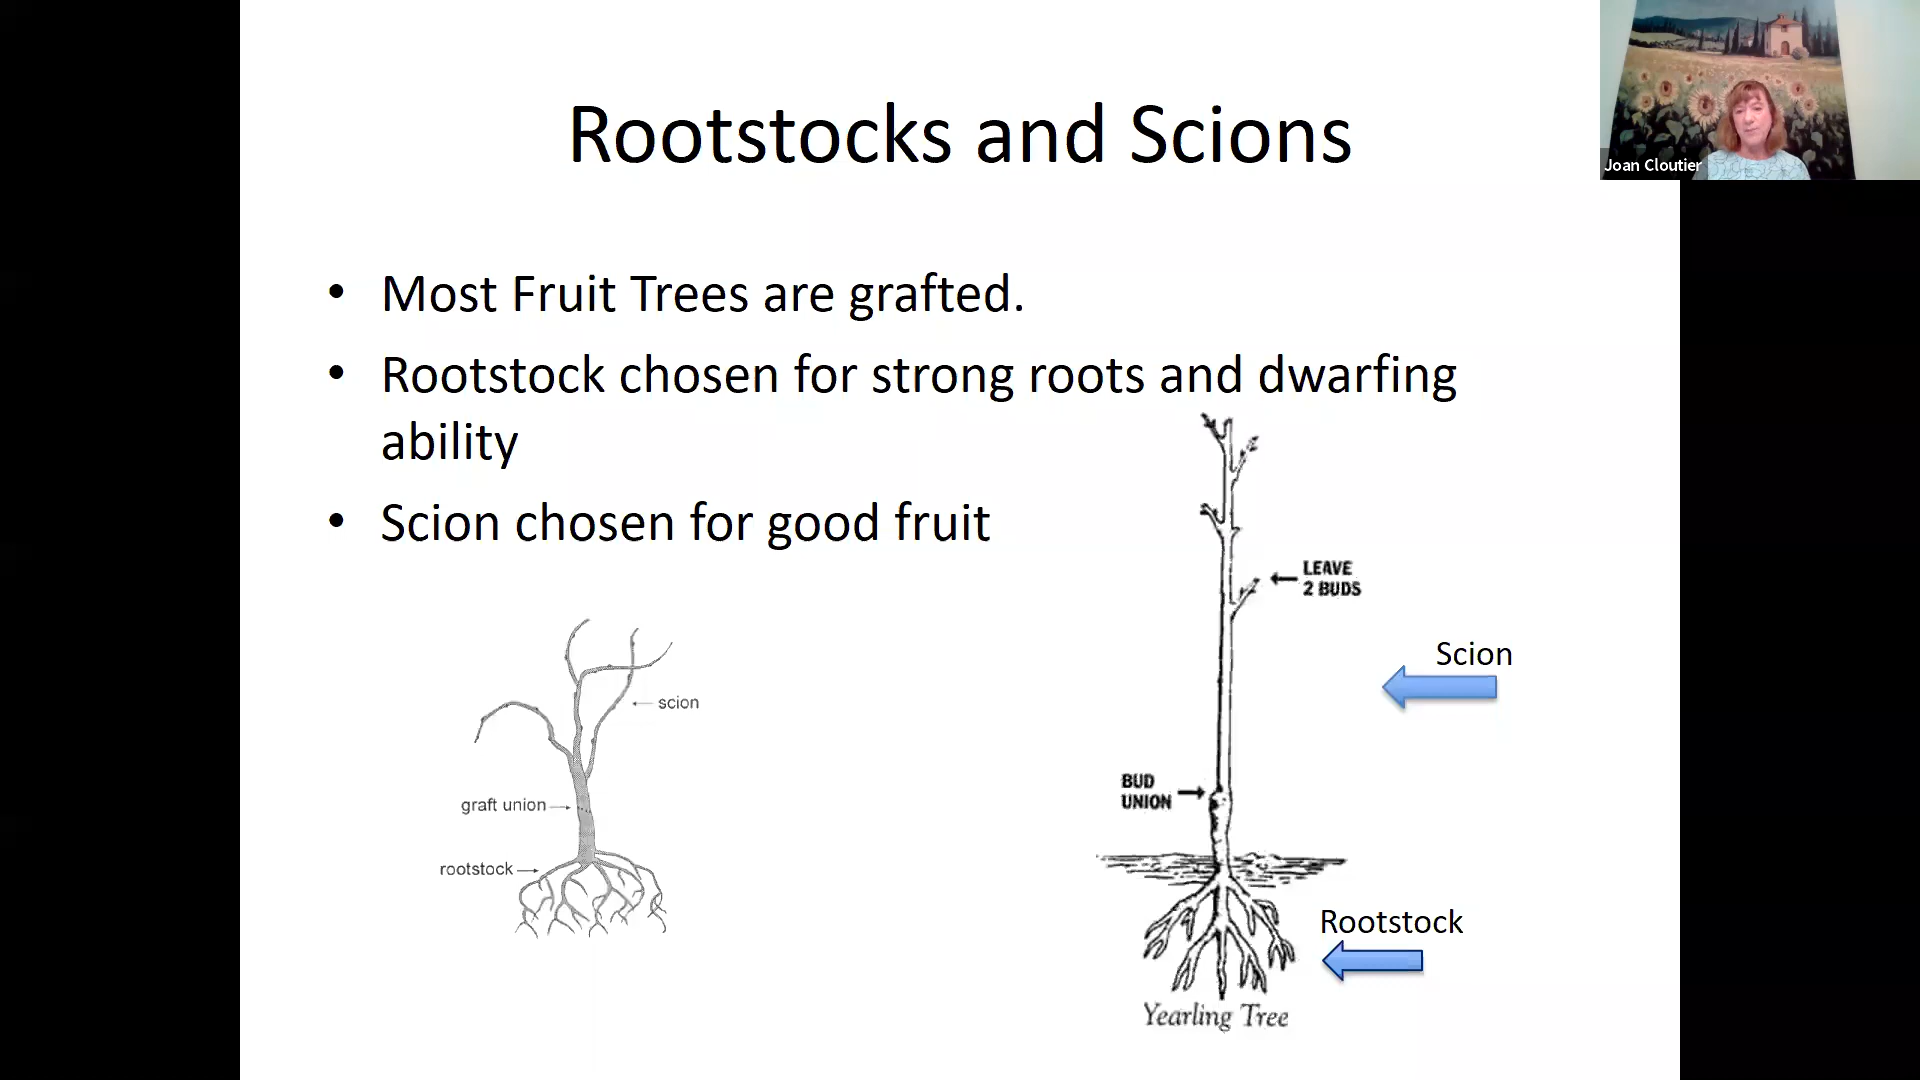 Rootstocks and Scions
Joan Cloutier
• Most Fruit Trees are grafted.
• Rootstock chosen for strong roots and dwarfing
ability
• Scion chosen for good fruit
LEAVE
2 BUDS
Scion
scion
BUD
UNION
graft union
rootstock
Rootstock
Yearling Tree